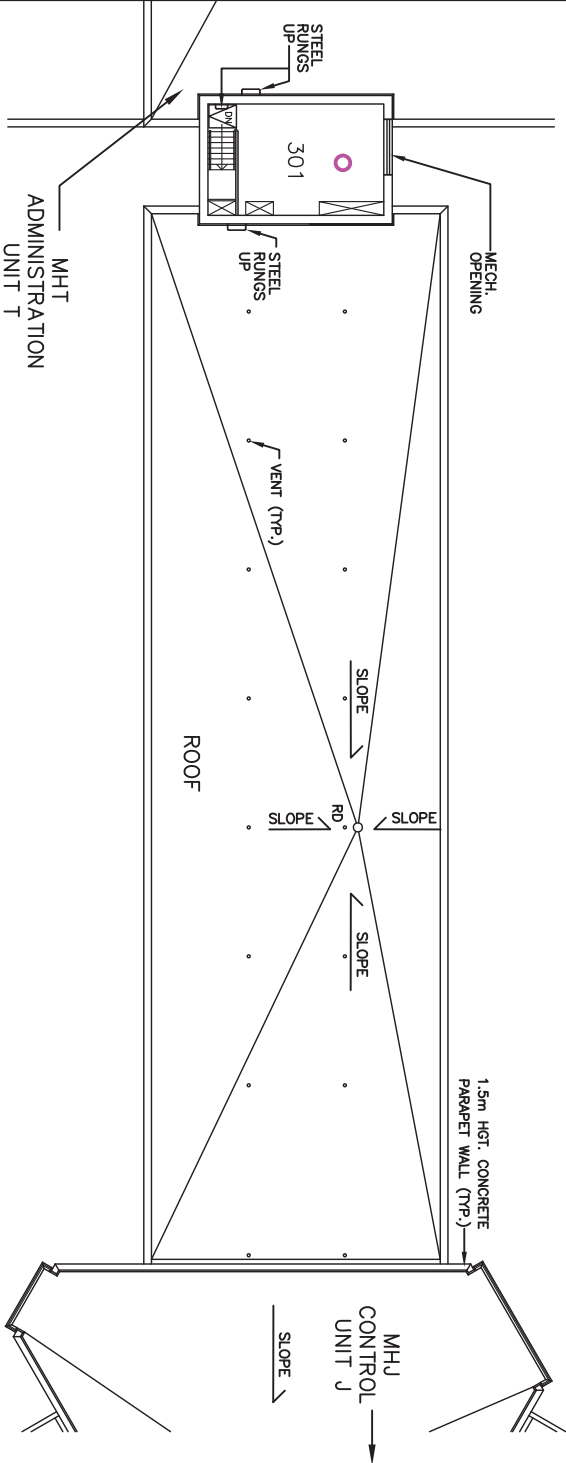 STEEL
RUNGS
UP
DN
301
MECH.
OPENING
STEEL
RUNGS
UP
MHT
ADMINISTRATION
UNIT T
VENT (TYP.)
SLOPE
ROOF
SLOPE
RD
SLOPE
SLOPE
1.5m HGT. CONCRETE
PARAPET WALL (TYP.)
MHJ
CONTROL
UNIT J
SLOPE